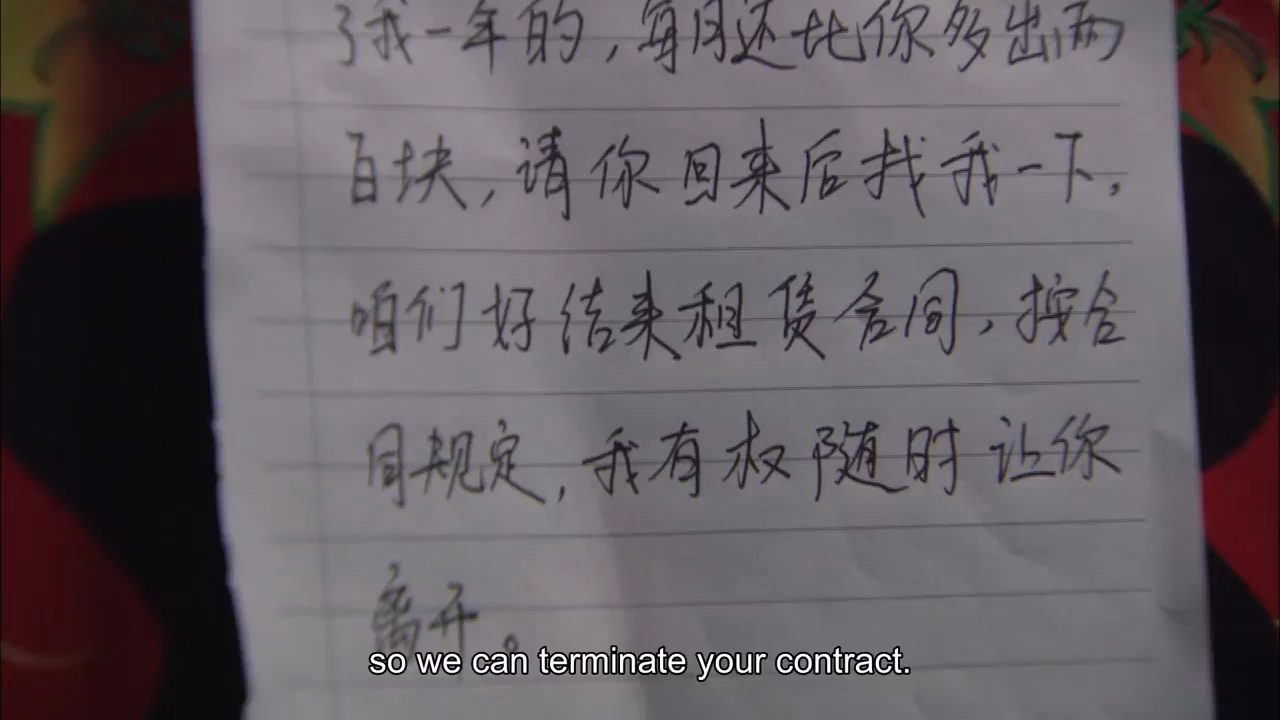 了我一年的，每月还比你多出两
百块，请你回来后找我一下，
咱们好结束租赁合同，按合
同规定，我有权随时让你
离开。
so we can terminate your contract.